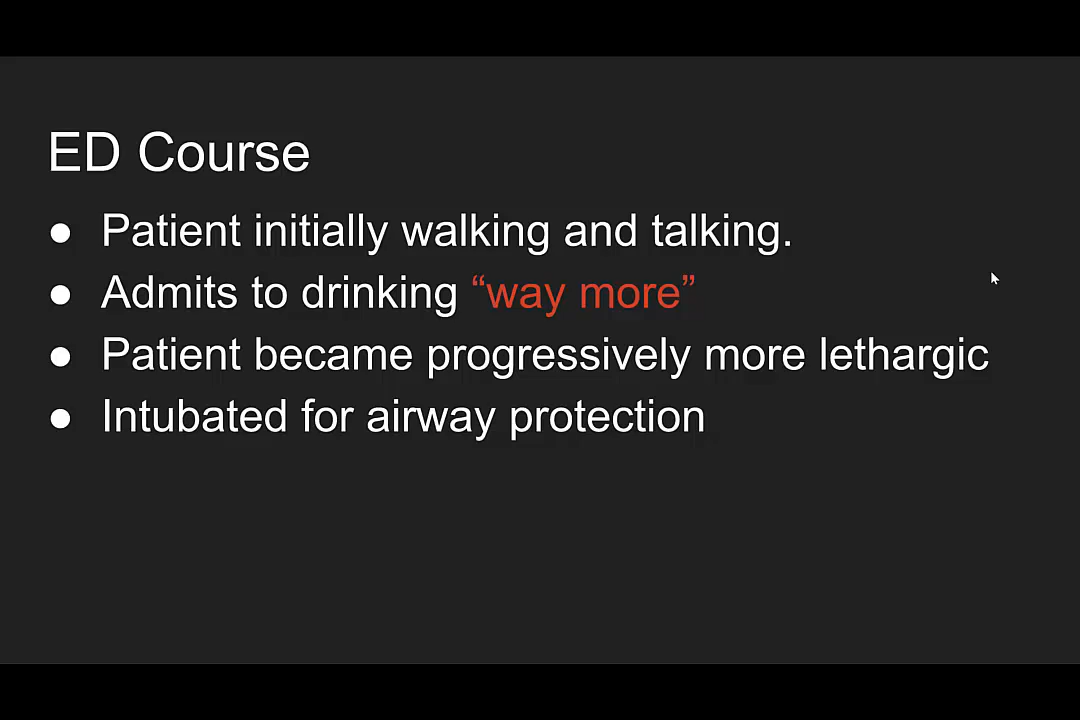 ED Course
● Patient initially walking and talking.
● Admits to drinking “way more”
● Patient became progressively more lethargic
● Intubated for airway protection